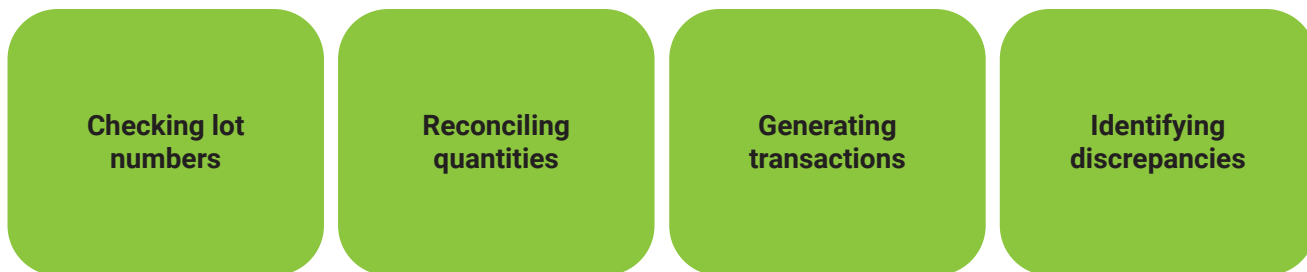 Checking lot
numbers
Reconciling
quantities
Generating
transactions
Identifying
discrepancies